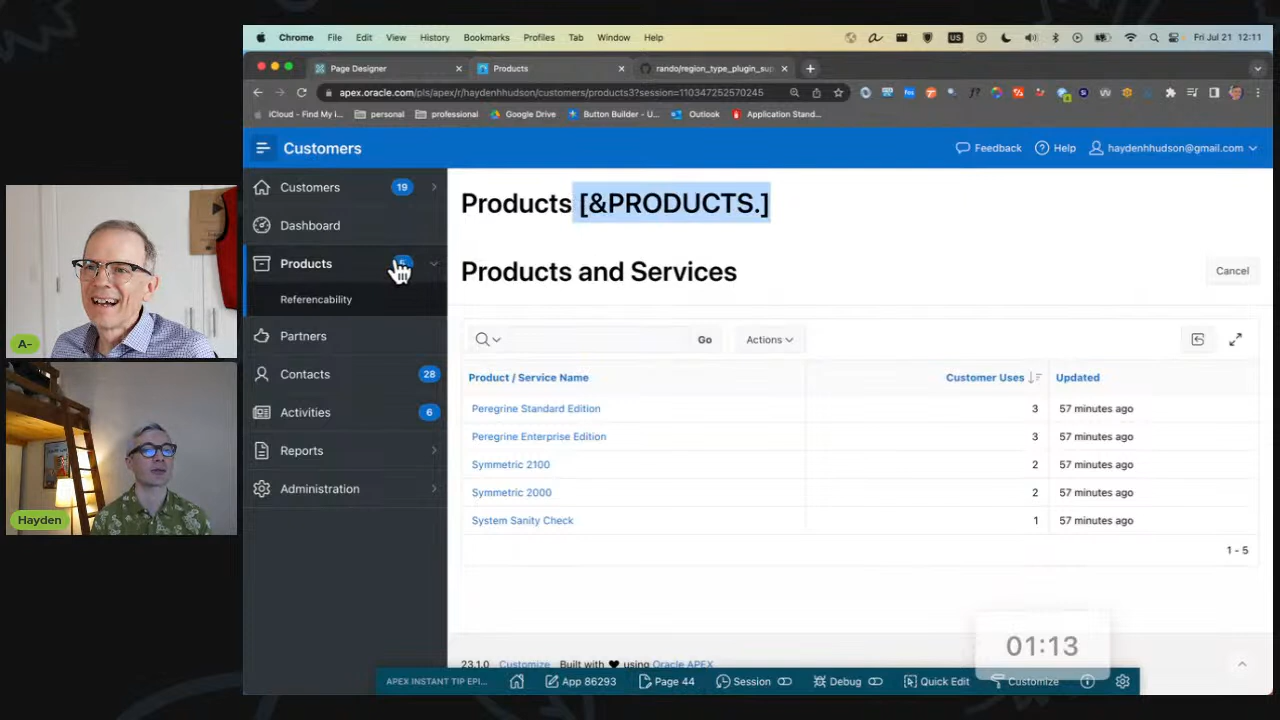 Chrome File Edit View History Bookmarks Profiles Tab Window Help US Fri Jul 21 12:11
Page Designer Products rando/region_type_plugin_su
apex.oracle.com/pls/apex/r/haydenhhudson/customers/products3?session=110347252570245
iCloud - Find My i... personal professional Google Drive Button Builder - U... Outlook Application Stand...
Customers Feedback Help haydenhhudson@gmail.com
Customers 19
Dashboard
Products
Referencability
Partners
Contacts 28
Activities 6
Reports
Administration
Products [&PRODUCTS.]
Products and Services Cancel
Go Actions
Product / Service Name Customer Uses Updated
Peregrine Standard Edition 3 57 minutes ago
Peregrine Enterprise Edition 3 57 minutes ago
Symmetric 2100 2 57 minutes ago
Symmetric 2000 2 57 minutes ago
System Sanity Check 1 57 minutes ago
1 - 5
01:13
23.1.0 Customize Built with ❤ using Oracle APEX
APEX INSTANT TIP EPI... App 86293 Page 44 Session Debug Quick Edit Customize
A-
Hayden